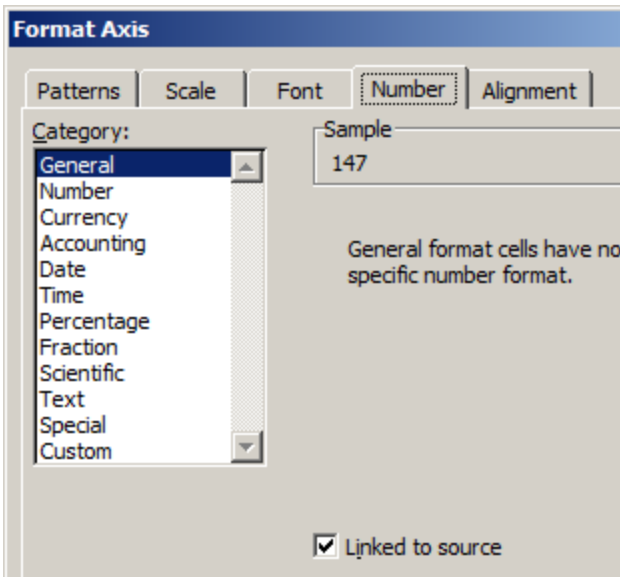 Format Axis
Patterns
Scale
Font
Number
Alignment
Category:
General
Number
Currency
Accounting
Date
Time
Percentage
Fraction
Scientific
Text
Special
Custom
Sample
147
General format cells have no
specific number format.
Linked to source